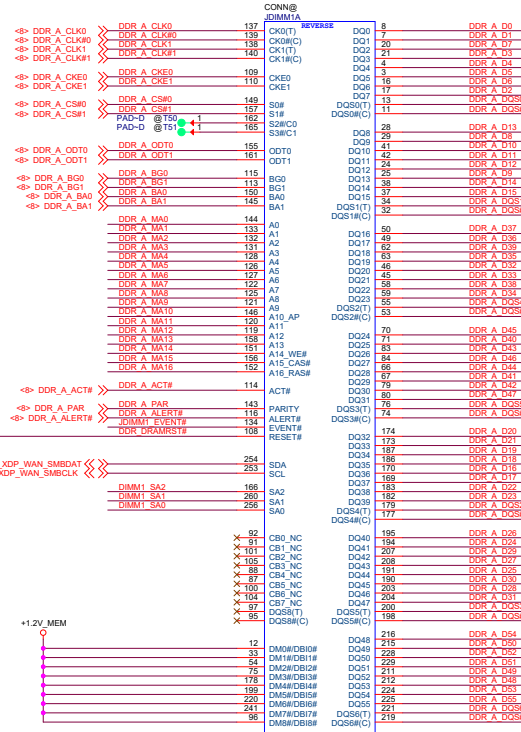 CONN@
JDIMM1A
REVERSE
<8> DDR_A_CLK0 DDR_A_CLK0 137 CK0(T) DQ0 8 DDR_A_D0
<8> DDR_A_CLK#0 DDR_A_CLK#0 139 CK0#(C) DQ1 7 DDR_A_D1
<8> DDR_A_CLK1 DDR_A_CLK1 138 CK1(T) DQ2 20 DDR_A_D7
<8> DDR_A_CLK#1 DDR_A_CLK#1 140 CK1#(C) DQ3 21 DDR_A_D3
DQ4 4 DDR_A_D4
<8> DDR_A_CKE0 DDR_A_CKE0 109 CKE0 DQ5 3 DDR_A_D5
<8> DDR_A_CKE1 DDR_A_CKE1 110 CKE1 DQ6 16 DDR_A_D6
DQ7 17 DDR_A_D2
<8> DDR_A_CS#0 DDR_A_CS#0 149 S0# DQS0(T) 13 DDR_A_DQS
<8> DDR_A_CS#1 DDR_A_CS#1 157 S1# DQS0#(C) 11 DDR_A_DQS
PAD~D @T50 1 162 S2#/C0
PAD~D @T51 1 165 S3#/C1 DQ8 28 DDR_A_D13
DQ9 29 DDR_A_D8
<8> DDR_A_ODT0 DDR_A_ODT0 155 ODT0 DQ10 41 DDR_A_D10
<8> DDR_A_ODT1 DDR_A_ODT1 161 ODT1 DQ11 42 DDR_A_D11
DQ12 24 DDR_A_D12
<8> DDR_A_BG0 DDR_A_BG0 115 BG0 DQ13 25 DDR_A_D9
<8> DDR_A_BG1 DDR_A_BG1 113 BG1 DQ14 38 DDR_A_D14
<8> DDR_A_BA0 DDR_A_BA0 150 BA0 DQ15 37 DDR_A_D15
<8> DDR_A_BA1 DDR_A_BA1 145 BA1 DQS1(T) 34 DDR_A_DQS1
DQS1#(C) 32 DDR_A_DQS
DDR_A_MA0 144 A0
DDR_A_MA1 133 A1 DQ16 50 DDR_A_D37
DDR_A_MA2 132 A2 DQ17 49 DDR_A_D36
DDR_A_MA3 131 A3 DQ18 62 DDR_A_D39
DDR_A_MA4 128 A4 DQ19 63 DDR_A_D35
DDR_A_MA5 126 A5 DQ20 46 DDR_A_D32
DDR_A_MA6 127 A6 DQ21 45 DDR_A_D33
DDR_A_MA7 122 A7 DQ22 58 DDR_A_D38
DDR_A_MA8 125 A8 DQ23 59 DDR_A_D34
DDR_A_MA9 121 A9 DQS2(T) 55 DDR_A_DQS4
DDR_A_MA10 146 A10_AP DQS2#(C) 53 DDR_A_DQS
DDR_A_MA11 120 A11
DDR_A_MA12 119 A12 DQ24 70 DDR_A_D45
DDR_A_MA13 158 A13 DQ25 71 DDR_A_D40
DDR_A_MA14 151 A14_WE# DQ26 83 DDR_A_D43
DDR_A_MA15 156 A15_CAS# DQ27 84 DDR_A_D46
DDR_A_MA16 152 A16_RAS# DQ28 66 DDR_A_D44
DQ29 67 DDR_A_D41
<8> DDR_A_ACT# DDR_A_ACT# 114 ACT# DQ30 79 DDR_A_D42
DQ31 80 DDR_A_D47
<8> DDR_A_PAR DDR_A_PAR 143 PARITY DQS3(T) 76 DDR_A_DQS5
<8> DDR_A_ALERT# DDR_A_ALERT# 116 ALERT# DQS3#(C) 74 DDR_A_DQS
JDIMM1_EVENT# 134 EVENT#
DDR_DRAMRST# 108 RESET# DQ32 174 DDR_A_D20
DQ33 173 DDR_A_D21
DQ34 187 DDR_A_D19
XDP_WAN_SMBDAT 254 SDA DQ35 186 DDR_A_D18
XDP_WAN_SMBCLK 253 SCL DQ36 170 DDR_A_D16
DQ37 169 DDR_A_D17
DIMM1_SA2 166 SA2 DQ38 183 DDR_A_D22
DIMM1_SA1 260 SA1 DQ39 182 DDR_A_D23
DIMM1_SA0 256 SA0 DQS4(T) 179 DDR_A_DQS2
DQS4#(C) 177 DDR_A_DQS
92 CB0_NC DQ40 195 DDR_A_D26
91 CB1_NC DQ41 194 DDR_A_D24
101 CB2_NC DQ42 207 DDR_A_D29
105 CB3_NC DQ43 208 DDR_A_D27
88 CB4_NC DQ44 191 DDR_A_D25
87 CB5_NC DQ45 190 DDR_A_D30
100 CB6_NC DQ46 203 DDR_A_D28
104 CB7_NC DQ47 204 DDR_A_D31
97 DQS8(T) DQS5(T) 200 DDR_A_DQS3
95 DQS8#(C) DQS5#(C) 198 DDR_A_DQS
+1.2V_MEM
DQ48 216 DDR_A_D54
12 DM0#/DBI0# DQ49 215 DDR_A_D50
33 DM1#/DBI1# DQ50 228 DDR_A_D52
54 DM2#/DBI2# DQ51 229 DDR_A_D51
75 DM3#/DBI3# DQ52 211 DDR_A_D49
178 DM4#/DBI4# DQ53 212 DDR_A_D48
199 DM5#/DBI5# DQ54 224 DDR_A_D53
220 DM6#/DBI6# DQ55 225 DDR_A_D55
241 DM7#/DBI7# DQS6(T) 221 DDR_A_DQS6
96 DM8#/DBI8# DQS6#(C) 219 DDR_A_DQS